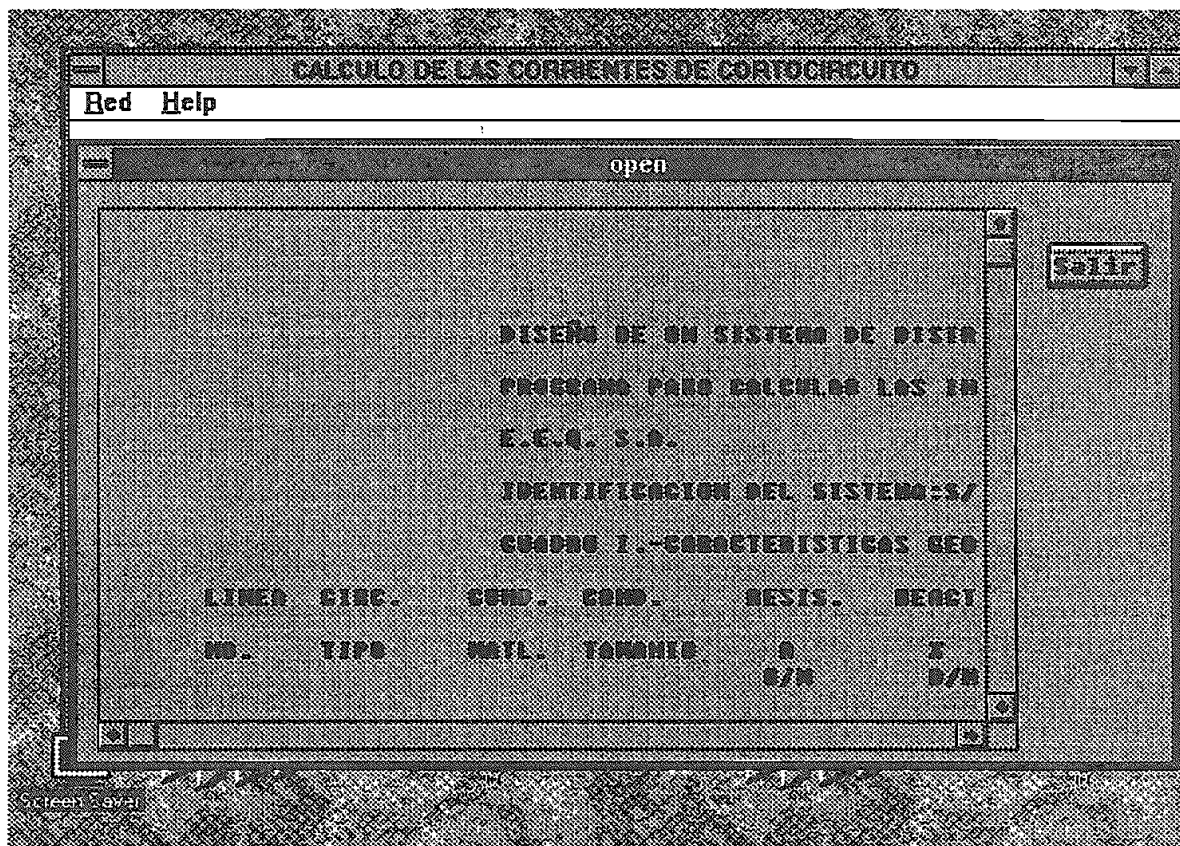 CALCULO DE LAS CORRIENTES DE CORTOCIRCUITO
Red Help
open
Salir
DISEÑO DE UN SISTEMA DE DISTR
PROGRAMA PARA CALCULAR LAS IM
E.E.Q. S.A.
IDENTIFICACION DEL SISTEMA:S/
CUADRO I.-CARACTERISTICAS GEO
LINEA CIRC. COND. COND. RESIS. REACT
NO. TIPO MATL. TAMANIO R X
O/M O/M
Screen Saver